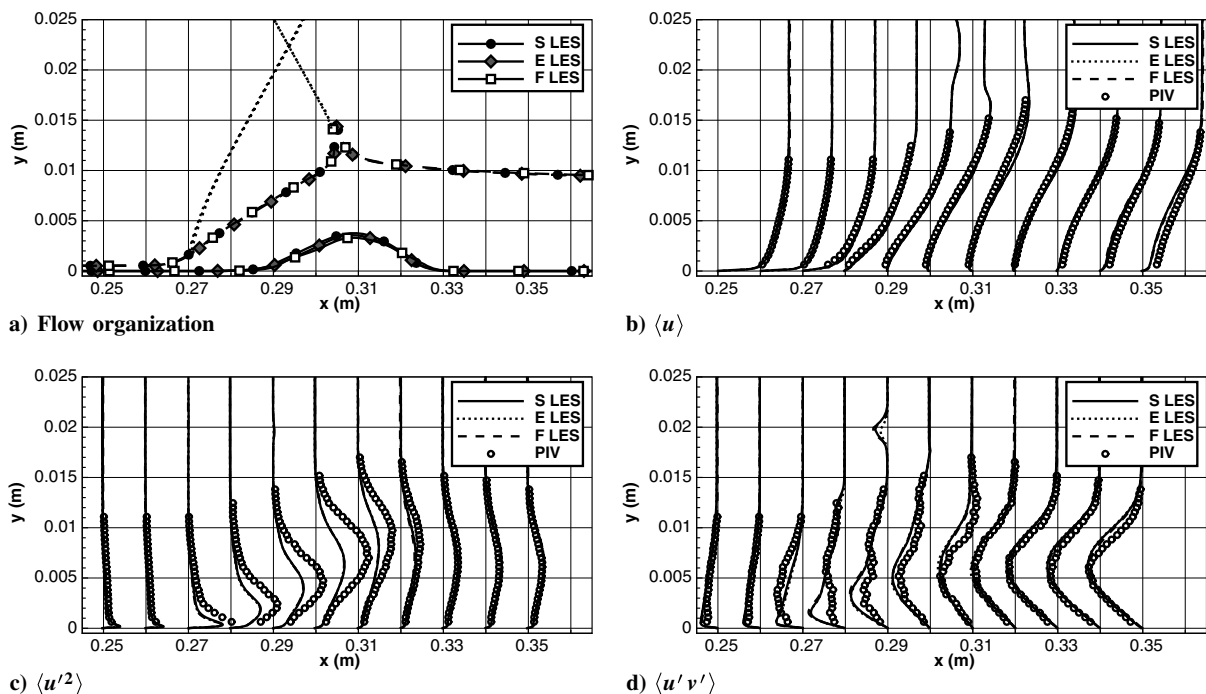 0.025
0.02
0.015
0.01
0.005
0
y (m)
S LES
E LES
F LES
0.25 0.27 0.29 0.31 0.33 0.35
x (m)
a) Flow organization
0.025
0.02
0.015
0.01
0.005
0
y (m)
S LES
E LES
F LES
PIV
0.25 0.27 0.29 0.31 0.33 0.35
x (m)
b) ⟨u⟩
0.025
0.02
0.015
0.01
0.005
0
y (m)
S LES
E LES
F LES
PIV
0.25 0.27 0.29 0.31 0.33 0.35
x (m)
c) ⟨u′²⟩
0.025
0.02
0.015
0.01
0.005
0
y (m)
S LES
E LES
F LES
PIV
0.25 0.27 0.29 0.31 0.33 0.35
x (m)
d) ⟨u′v′⟩